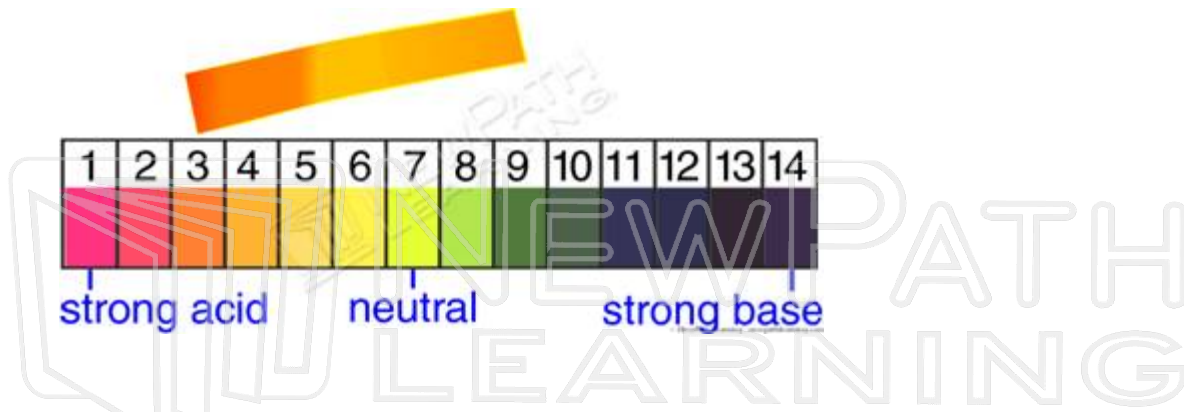 1 2 3 4 5 6 7 8 9 10 11 12 13 14
strong acid neutral strong base
NEWPATH
LEARNING